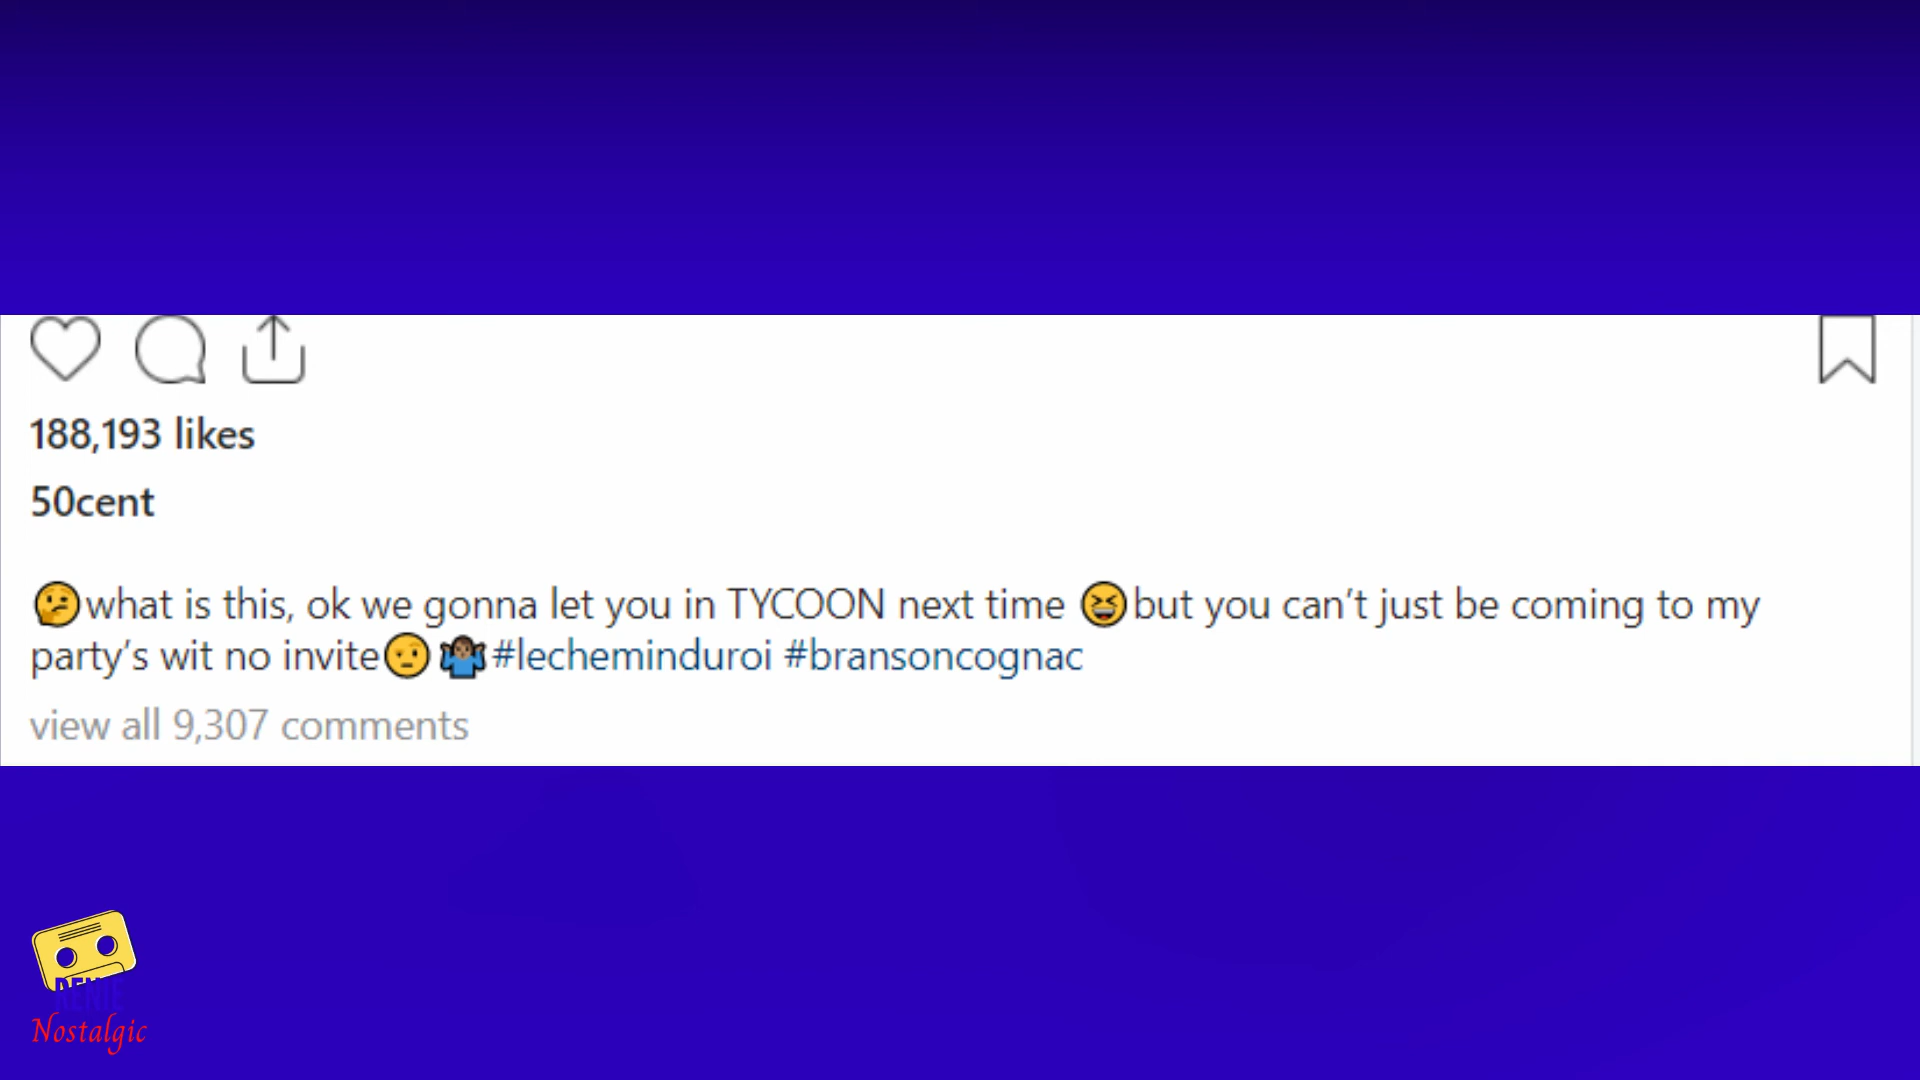 188,193 likes
50cent
🤔what is this, ok we gonna let you in TYCOON next time 😆but you can’t just be coming to my
party’s wit no invite🤨🤷🏽‍♂️#lecheminduroi #bransoncognac
view all 9,307 comments
Nostalgic